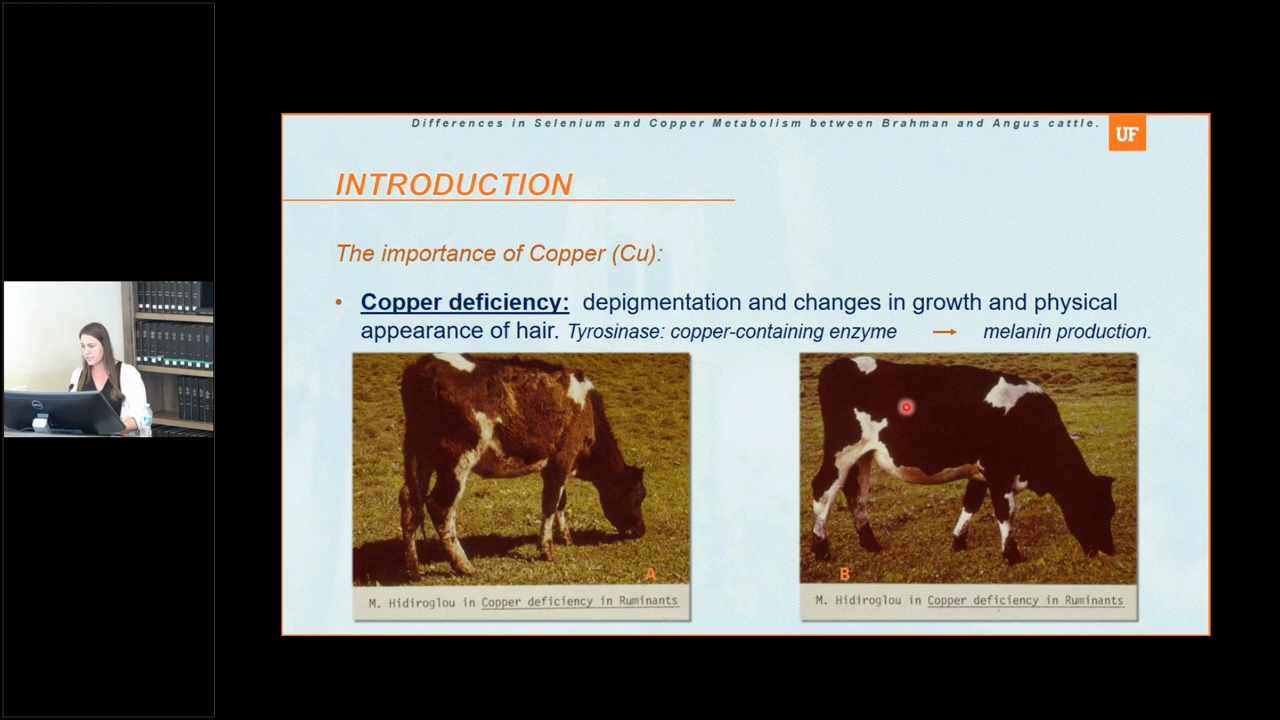 Differences in Selenium and Copper Metabolism between Brahman and Angus cattle.
UF
INTRODUCTION
The importance of Copper (Cu):
• Copper deficiency: depigmentation and changes in growth and physical
appearance of hair. Tyrosinase: copper-containing enzyme → melanin production.
A
M. Hidiroglou in Copper deficiency in Ruminants
B
M. Hidiroglou in Copper deficiency in Ruminants